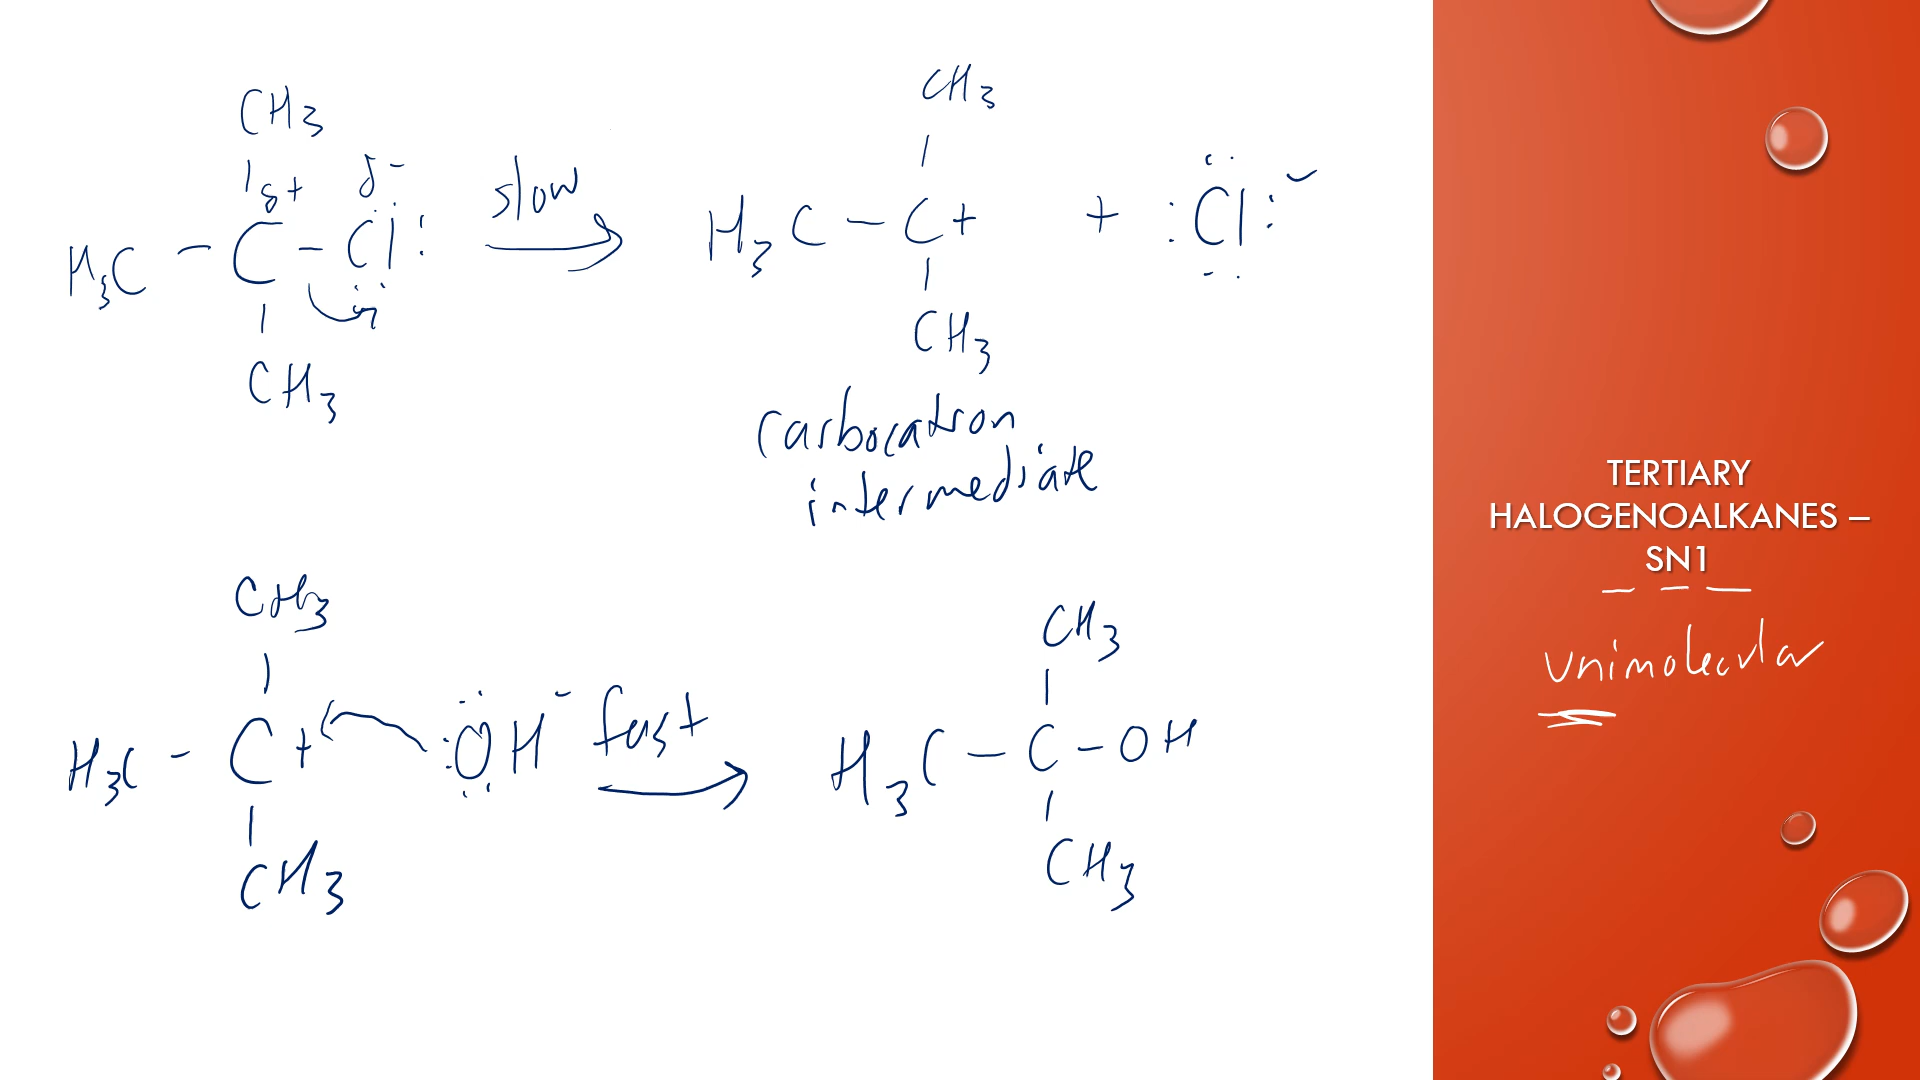 CH3
δ+ δ-
H3C - C - Cl:
CH3
slow
CH3
H3C - C+ + :Cl:-
CH3
carbocation
intermediate
CH3
H3C - C+ :OH-
CH3
fast
CH3
H3C - C - OH
CH3
TERTIARY
HALOGENOALKANES –
SN1
unimolecular